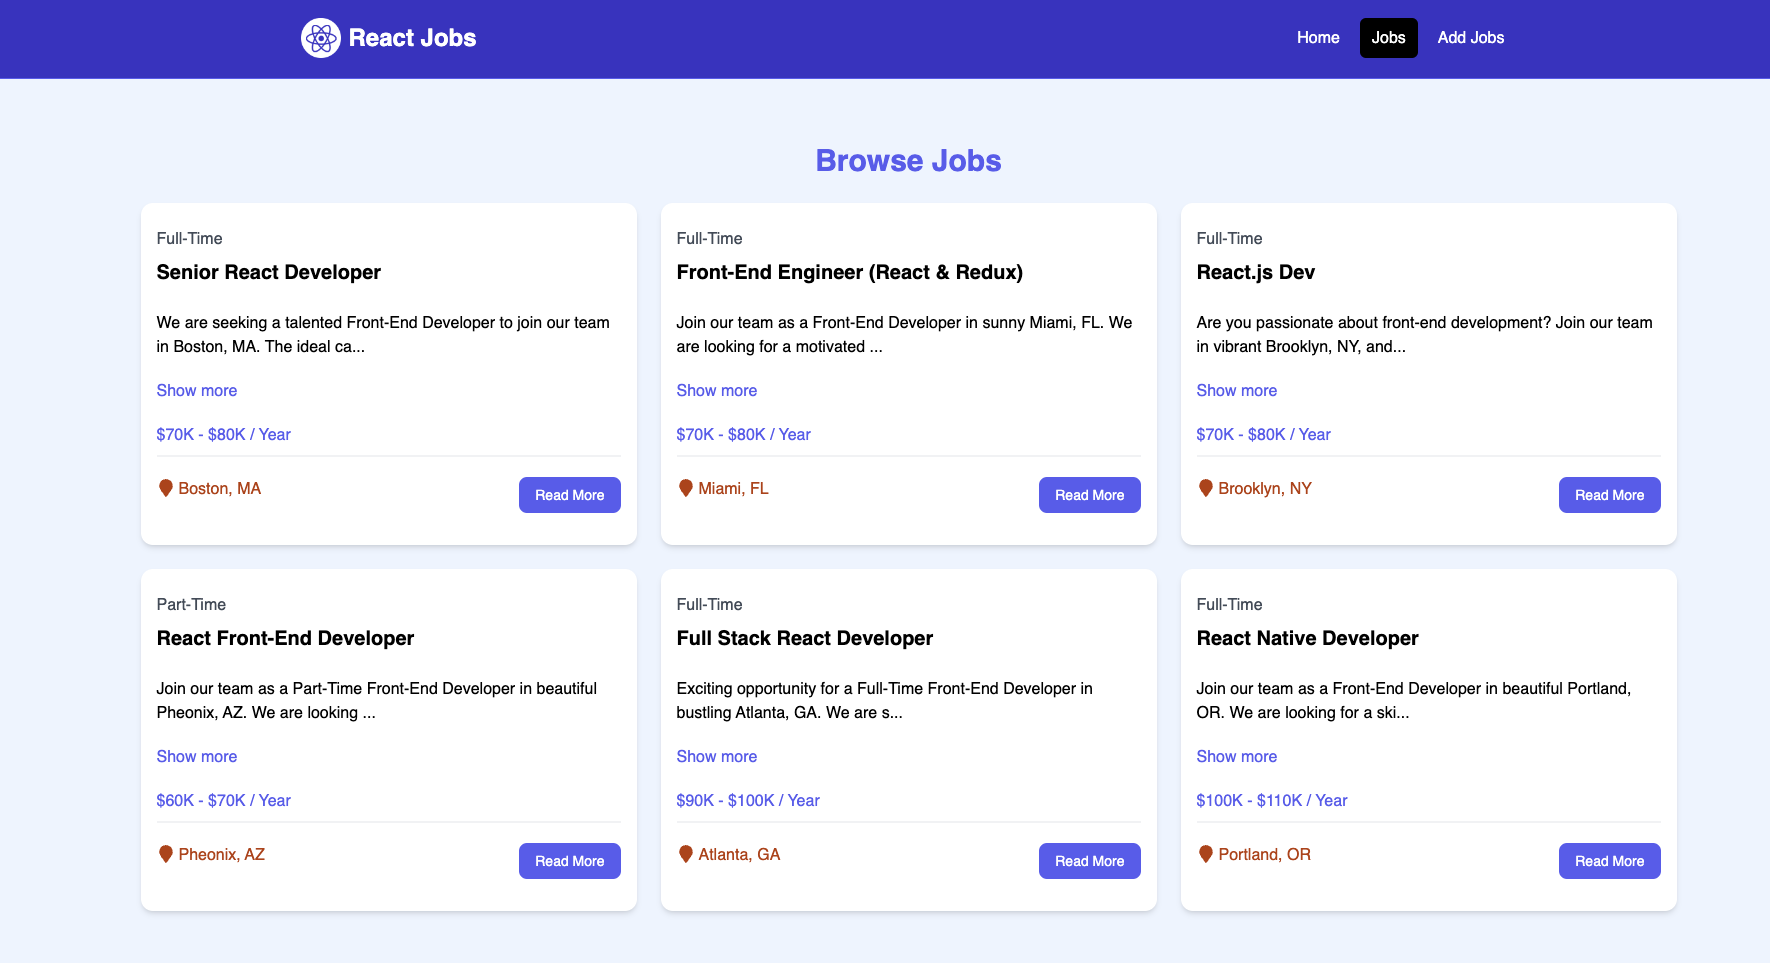 React Jobs
Home
Jobs
Add Jobs
Browse Jobs
Full-Time
Senior React Developer
We are seeking a talented Front-End Developer to join our team
in Boston, MA. The ideal ca...
Show more
$70K - $80K / Year
Boston, MA
Read More
Full-Time
Front-End Engineer (React & Redux)
Join our team as a Front-End Developer in sunny Miami, FL. We
are looking for a motivated ...
Show more
$70K - $80K / Year
Miami, FL
Read More
Full-Time
React.js Dev
Are you passionate about front-end development? Join our team
in vibrant Brooklyn, NY, and...
Show more
$70K - $80K / Year
Brooklyn, NY
Read More
Part-Time
React Front-End Developer
Join our team as a Part-Time Front-End Developer in beautiful
Pheonix, AZ. We are looking ...
Show more
$60K - $70K / Year
Pheonix, AZ
Read More
Full-Time
Full Stack React Developer
Exciting opportunity for a Full-Time Front-End Developer in
bustling Atlanta, GA. We are s...
Show more
$90K - $100K / Year
Atlanta, GA
Read More
Full-Time
React Native Developer
Join our team as a Front-End Developer in beautiful Portland,
OR. We are looking for a ski...
Show more
$100K - $110K / Year
Portland, OR
Read More